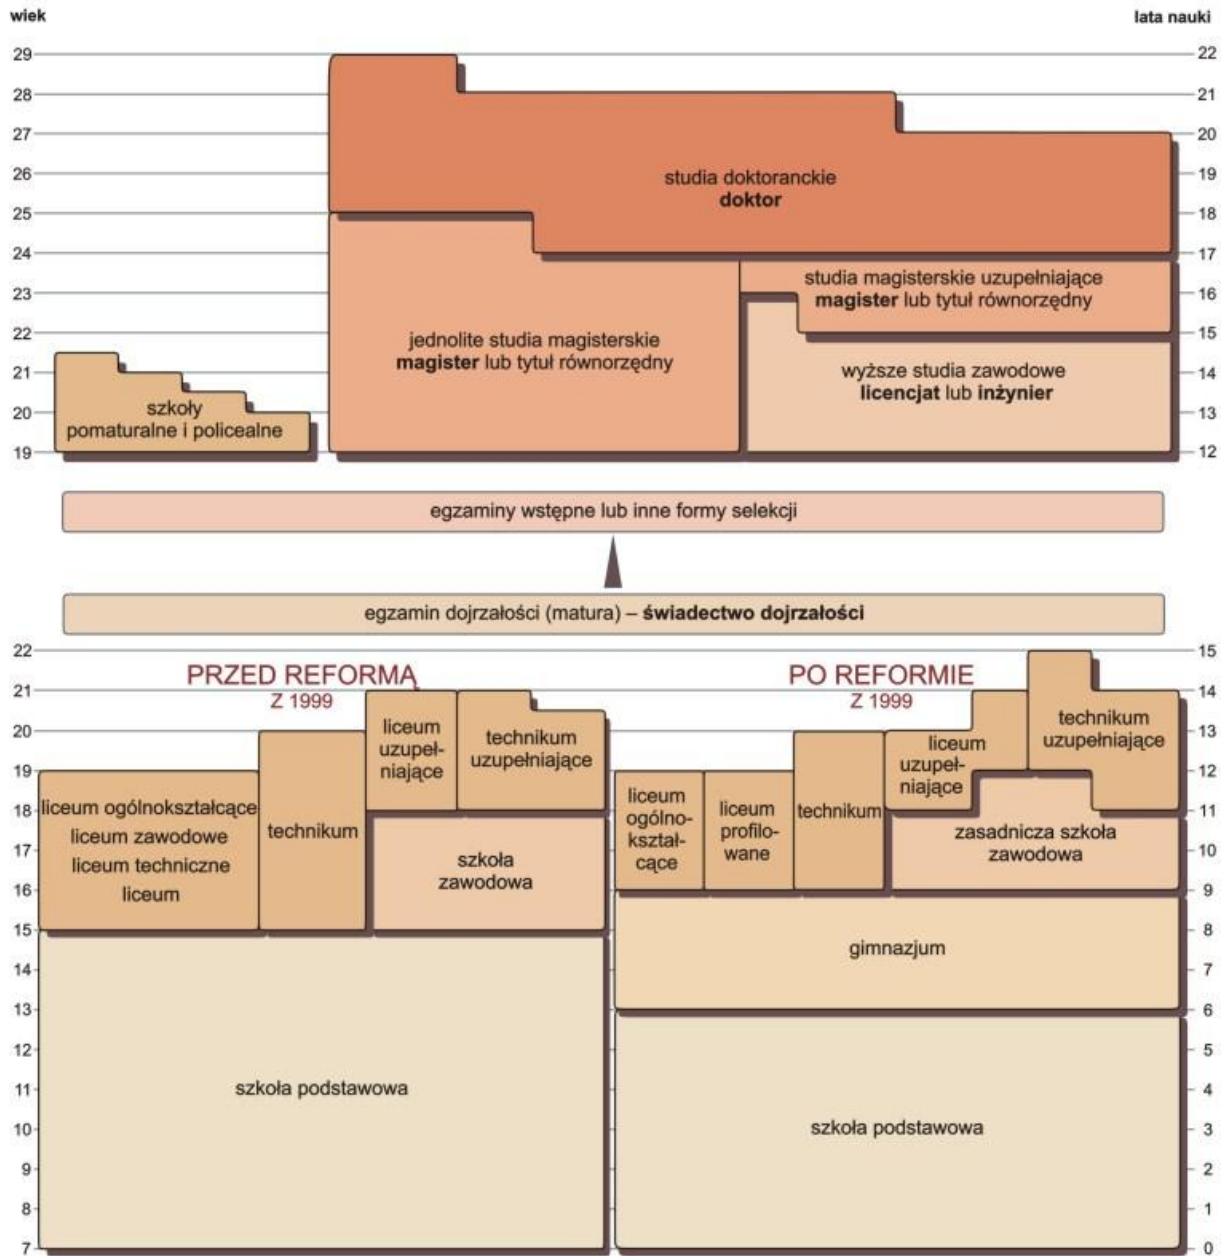 wiek
lata nauki
29
22
28
21
27
20
26
19
studia doktoranckie
doktor
25
18
24
17
studia magisterskie uzupełniające
magister lub tytuł równorzędny
23
16
22
15
jednolite studia magisterskie
magister lub tytuł równorzędny
wyższe studia zawodowe
licencjat lub inżynier
21
14
szkoły
pomaturalne i policealne
20
13
19
12
egzaminy wstępne lub inne formy selekcji
egzamin dojrzałości (matura) – świadectwo dojrzałości
22
15
PRZED REFORMĄ
Z 1999
PO REFORMIE
Z 1999
21
14
liceum
uzupeł-
niające
technikum
uzupełniające
liceum
uzupeł-
niające
technikum
uzupełniające
20
13
19
12
liceum ogólnokształcące
liceum zawodowe
liceum techniczne
liceum
technikum
szkoła
zawodowa
liceum
ogólno-
kształ-
cące
liceum
profilo-
wane
technikum
zasadnicza szkoła
zawodowa
18
11
17
10
16
9
15
8
gimnazjum
14
7
13
6
12
5
szkoła podstawowa
11
4
szkoła podstawowa
10
3
9
2
8
1
7
0